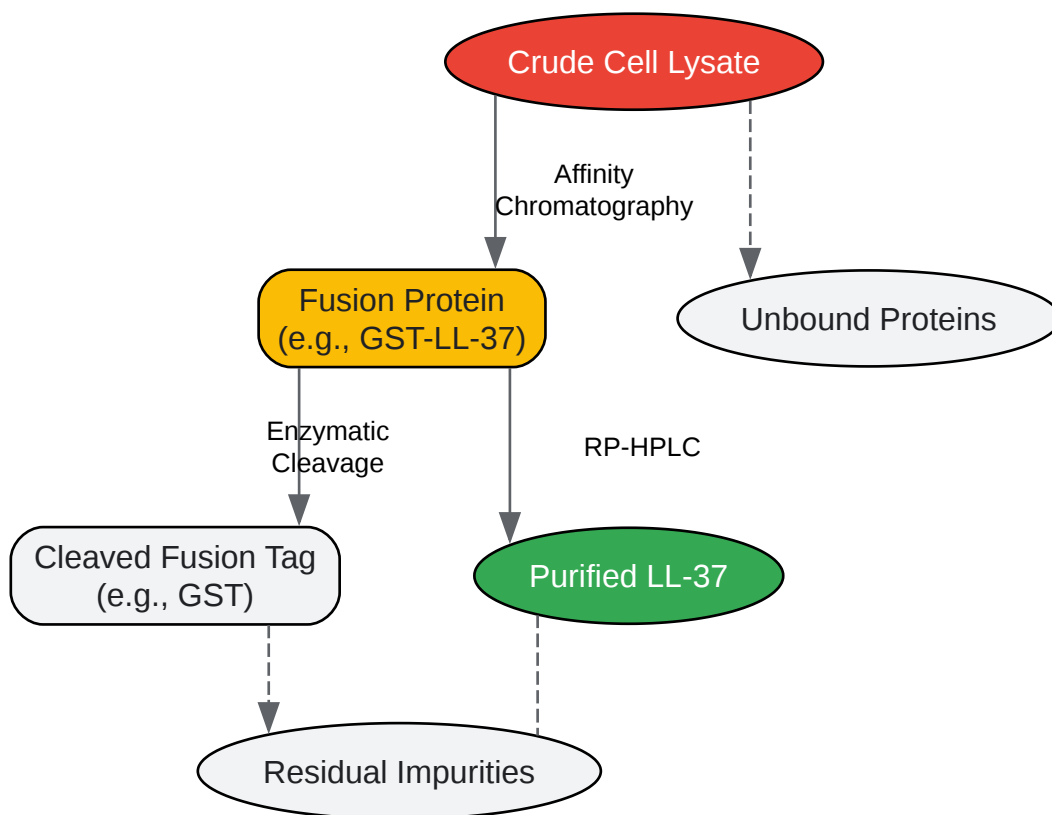 Crude Cell Lysate
Affinity
Chromatography
Fusion Protein
(e.g., GST-LL-37)
Unbound Proteins
Enzymatic
Cleavage
RP-HPLC
Cleaved Fusion Tag
(e.g., GST)
Purified LL-37
Residual Impurities